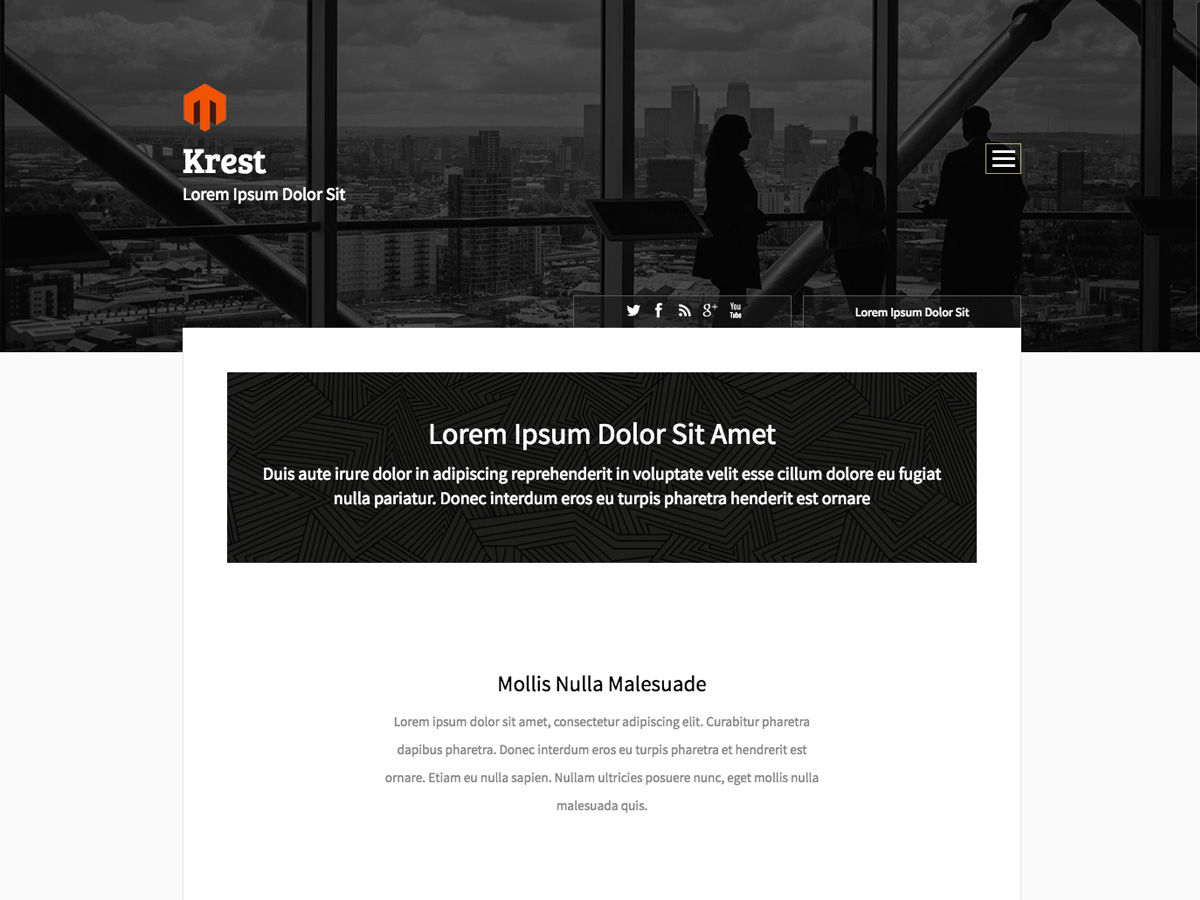 Krest
Lorem Ipsum Dolor Sit
g+
You
Tube
Lorem Ipsum Dolor Sit
Lorem Ipsum Dolor Sit Amet
Duis aute irure dolor in adipiscing reprehenderit in voluptate velit esse cillum dolore eu fugiat
nulla pariatur. Donec interdum eros eu turpis pharetra henderit est ornare
Mollis Nulla Malesuade
Lorem ipsum dolor sit amet, consectetur adipiscing elit. Curabitur pharetra
dapibus pharetra. Donec interdum eros eu turpis pharetra et hendrerit est
ornare. Etiam eu nulla sapien. Nullam ultricies posuere nunc, eget mollis nulla
malesuada quis.